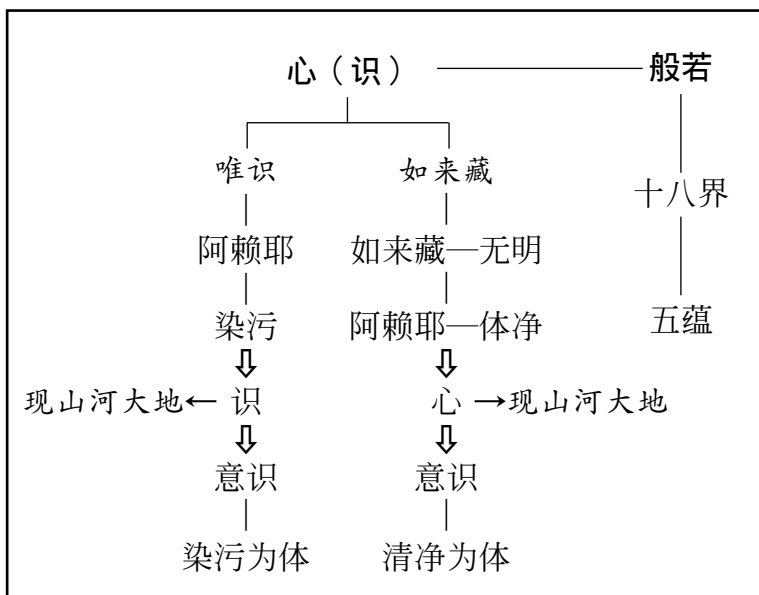 心（识） 般若
唯识 如来藏
十八界
阿赖耶 如来藏—无明
染污 阿赖耶—体净 五蕴
现山河大地←识 心→现山河大地
意识 意识
染污为体 清净为体